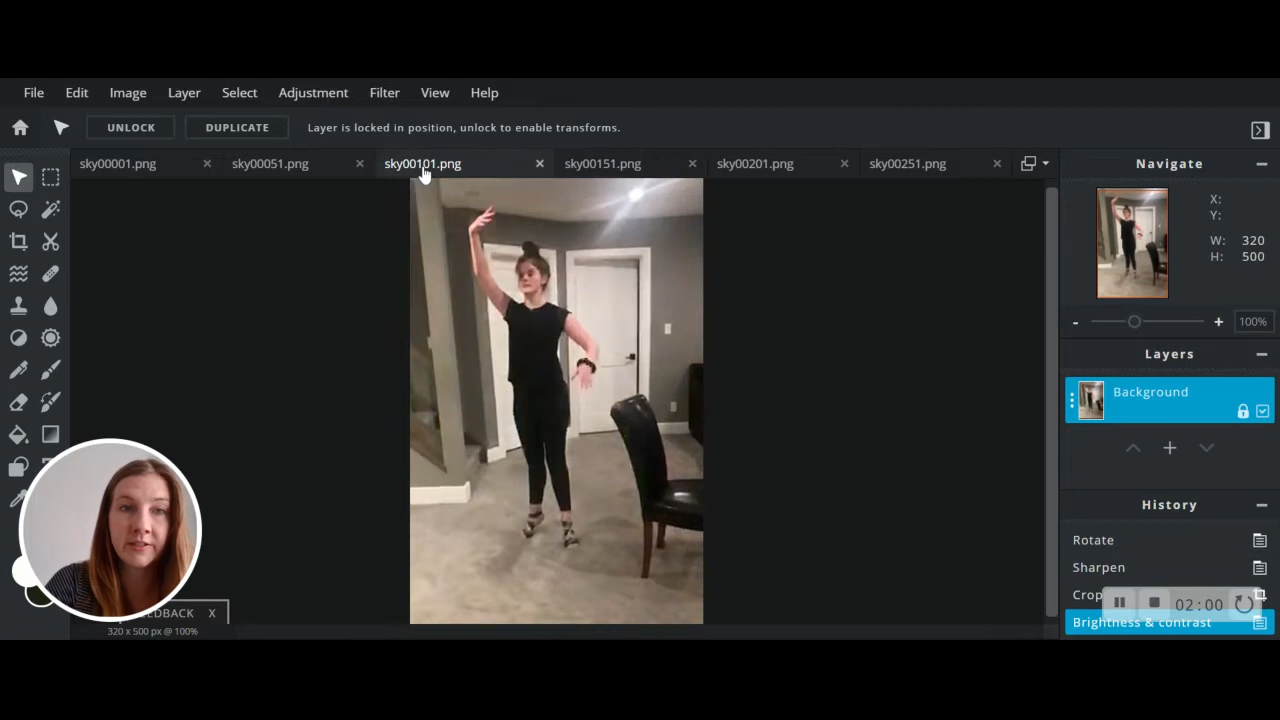 File Edit Image Layer Select Adjustment Filter View Help
UNLOCK DUPLICATE Layer is locked in position, unlock to enable transforms.
sky00001.png sky00051.png sky00101.png sky00151.png sky00201.png sky00251.png
Navigate
X:
Y:
W: 320
H: 500
- + 100%
Layers
Background
History
Rotate
Sharpen
Crop
Brightness & contrast
02:00
X
320 x 500 px @ 100%